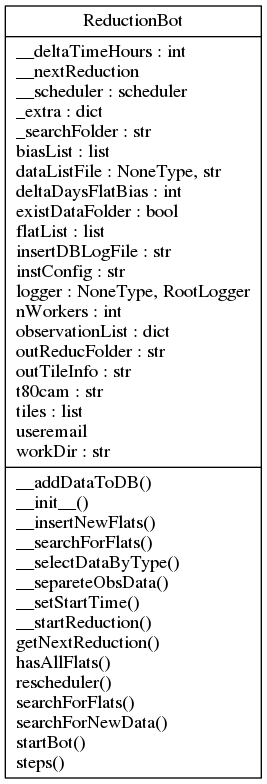 ReductionBot
__deltaTimeHours : int
__nextReduction
__scheduler : scheduler
_extra : dict
_searchFolder : str
biasList : list
dataListFile : NoneType, str
deltaDaysFlatBias : int
existDataFolder : bool
flatList : list
insertDBLogFile : str
instConfig : str
logger : NoneType, RootLogger
nWorkers : int
observationList : dict
outReducFolder : str
outTileInfo : str
t80cam : str
tiles : list
useremail
workDir : str
__addDataToDB()
__init__()
__insertNewFlats()
__searchForFlats()
__selectDataByType()
__separeteObsData()
__setStartTime()
__startReduction()
getNextReduction()
hasAllFlats()
rescheduler()
searchForFlats()
searchForNewData()
startBot()
steps()